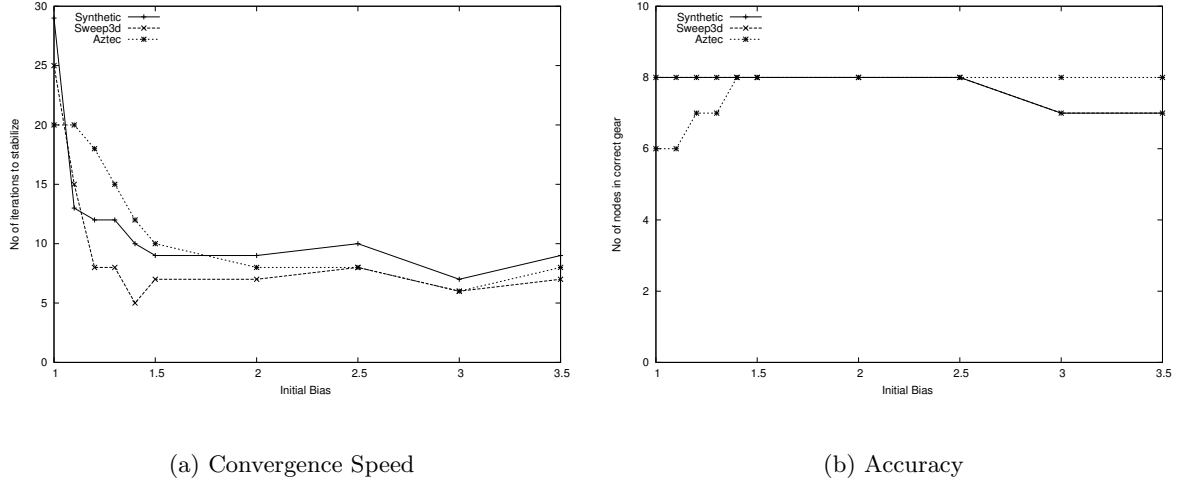 30
25
20
15
10
5
0
No of iterations to stabilize
Synthetic
Sweep3d
Aztec
1 1.5 2 2.5 3 3.5
Initial Bias
(a) Convergence Speed
10
8
6
4
2
0
No of nodes in correct gear
Synthetic
Sweep3d
Aztec
1 1.5 2 2.5 3 3.5
Initial Bias
(b) Accuracy